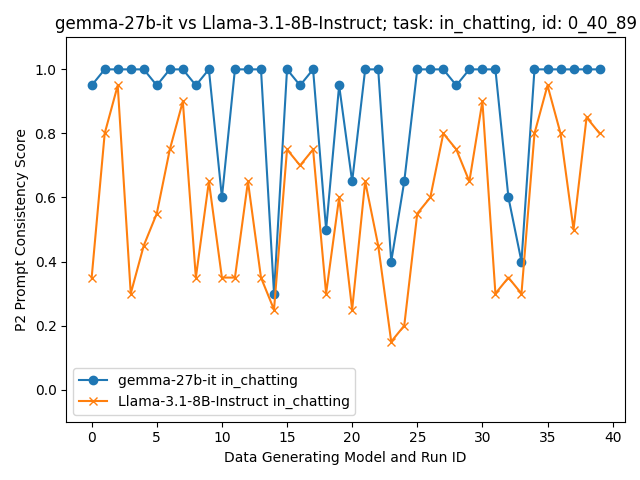 gemma-27b-it vs Llama-3.1-8B-Instruct; task: in_chatting, id: 0_40_89
P2 Prompt Consistency Score
1.0
0.8
0.6
0.4
0.2
0.0
gemma-27b-it in_chatting
Llama-3.1-8B-Instruct in_chatting
0 5 10 15 20 25 30 35 40
Data Generating Model and Run ID